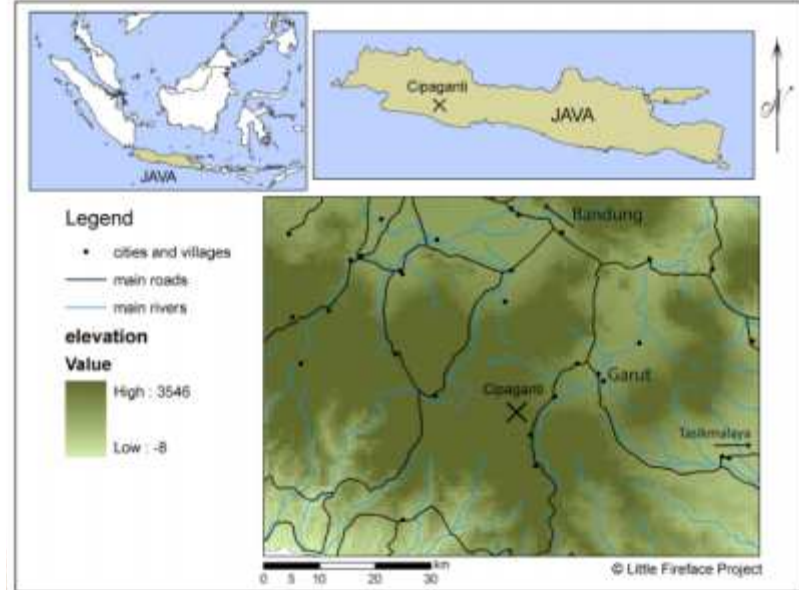 JAVA
Cipaganti
JAVA
N
Legend
cities and villages
main roads
main rivers
elevation
Value
High : 3546
Low : -8
Bandung
Cipaganti
Garut
Tasikmalaya
km
0 5 10 20 30
© Little Fireface Project